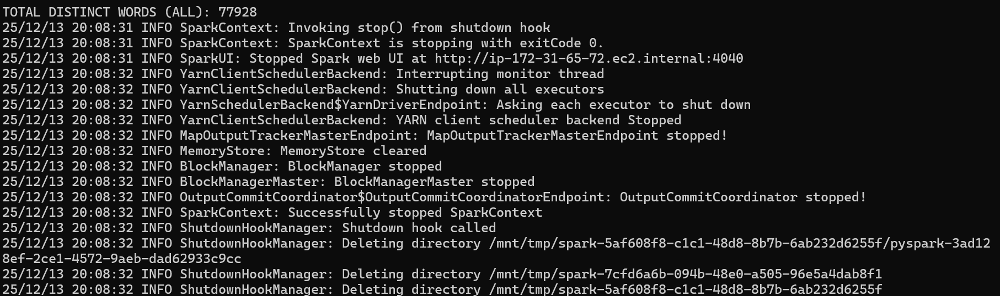 TOTAL DISTINCT WORDS (ALL): 77928
25/12/13 20:08:31 INFO SparkContext: Invoking stop() from shutdown hook
25/12/13 20:08:31 INFO SparkContext: SparkContext is stopping with exitCode 0.
25/12/13 20:08:31 INFO SparkUI: Stopped Spark web UI at http://ip-172-31-65-72.ec2.internal:4040
25/12/13 20:08:32 INFO YarnClientSchedulerBackend: Interrupting monitor thread
25/12/13 20:08:32 INFO YarnClientSchedulerBackend: Shutting down all executors
25/12/13 20:08:32 INFO YarnSchedulerBackend$YarnDriverEndpoint: Asking each executor to shut down
25/12/13 20:08:32 INFO YarnClientSchedulerBackend: YARN client scheduler backend Stopped
25/12/13 20:08:32 INFO MapOutputTrackerMasterEndpoint: MapOutputTrackerMasterEndpoint stopped!
25/12/13 20:08:32 INFO MemoryStore: MemoryStore cleared
25/12/13 20:08:32 INFO BlockManager: BlockManager stopped
25/12/13 20:08:32 INFO BlockManagerMaster: BlockManagerMaster stopped
25/12/13 20:08:32 INFO OutputCommitCoordinator$OutputCommitCoordinatorEndpoint: OutputCommitCoordinator stopped!
25/12/13 20:08:32 INFO SparkContext: Successfully stopped SparkContext
25/12/13 20:08:32 INFO ShutdownHookManager: Shutdown hook called
25/12/13 20:08:32 INFO ShutdownHookManager: Deleting directory /mnt/tmp/spark-5af608f8-c1c1-48d8-8b7b-6ab232d6255f/pyspark-3ad12
8ef-2ce1-4572-9aeb-dad62933c9cc
25/12/13 20:08:32 INFO ShutdownHookManager: Deleting directory /mnt/tmp/spark-7cfd6a6b-094b-48e0-a505-96e5a4dab8f1
25/12/13 20:08:32 INFO ShutdownHookManager: Deleting directory /mnt/tmp/spark-5af608f8-c1c1-48d8-8b7b-6ab232d6255f